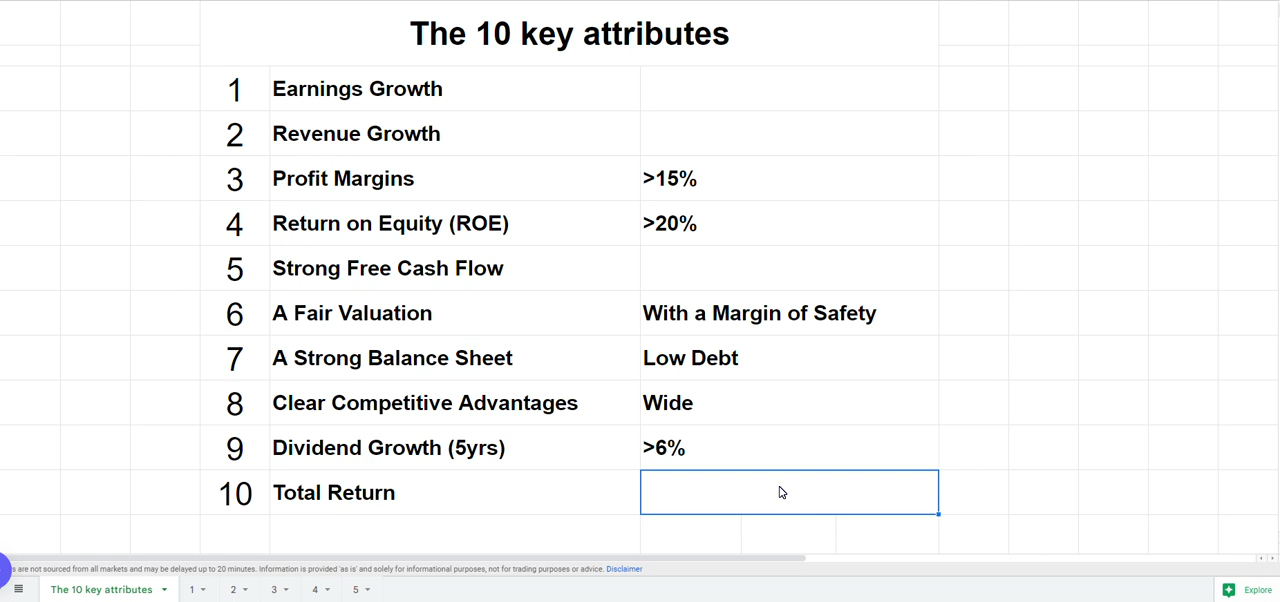 The 10 key attributes
1 Earnings Growth
2 Revenue Growth
3 Profit Margins >15%
4 Return on Equity (ROE) >20%
5 Strong Free Cash Flow
6 A Fair Valuation With a Margin of Safety
7 A Strong Balance Sheet Low Debt
8 Clear Competitive Advantages Wide
9 Dividend Growth (5yrs) >6%
10 Total Return
s are not sourced from all markets and may be delayed up to 20 minutes. Information is provided 'as is' and solely for informational purposes, not for trading purposes or advice. Disclaimer
The 10 key attributes 1 2 3 4 5 Explore